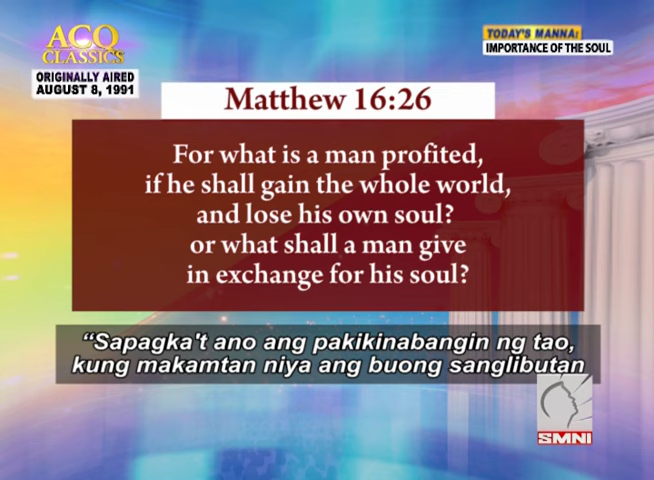 ACQ
CLASSICS
ORIGINALLY AIRED
AUGUST 8, 1991
TODAY'S MANNA:
IMPORTANCE OF THE SOUL
Matthew 16:26
For what is a man profited,
if he shall gain the whole world,
and lose his own soul?
or what shall a man give
in exchange for his soul?
“Sapagka't ano ang pakikinabangin ng tao,
kung makamtan niya ang buong sanglibutan
SMNI